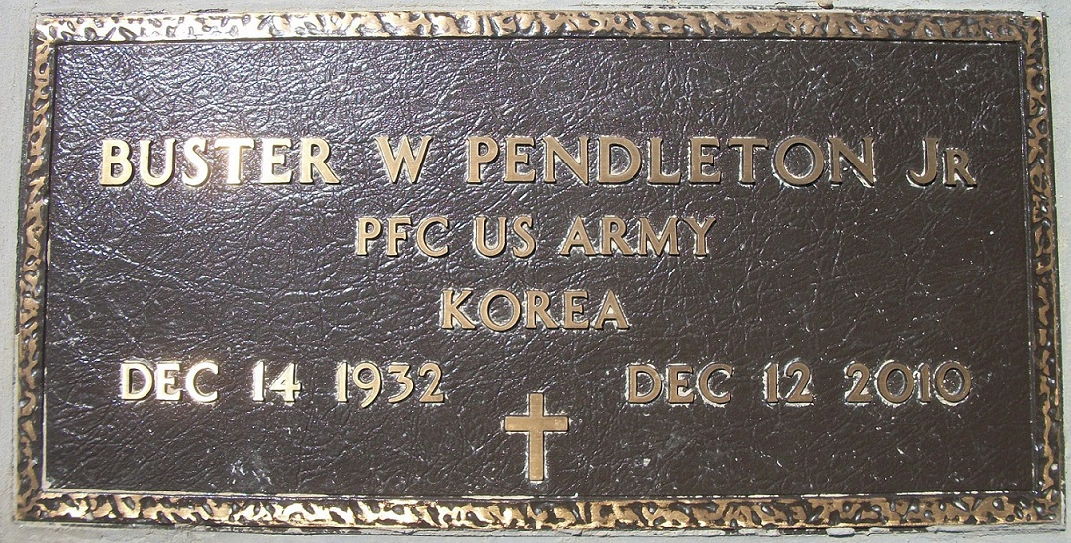 BUSTER W PENDLETON JR
PFC US ARMY
KOREA
DEC 14 1932 DEC 12 2010